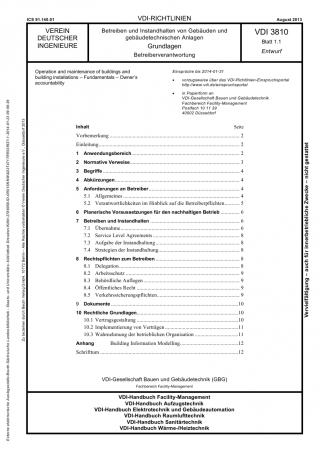 ICS 91.140.01
VDI-RICHTLINIEN
August 2013
VEREIN
DEUTSCHER
INGENIEURE
Betreiben und Instandhalten von Gebäuden und
gebäudetechnischen Anlagen
Grundlagen
Betreiberverantwortung
VDI 3810
Blatt 1.1
Entwurf
Operation and maintenance of buildings and
building installations – Fundamentals – Owner's
accountability
Einsprüche bis 2014-01-31
• vorzugsweise über das VDI-Richtlinien-Einspruchsportal
http://www.vdi.de/einspruchsportal
• in Papierform an
VDI-Gesellschaft Bauen und Gebäudetechnik
Fachbereich Facility-Management
Postfach 10 11 39
40002 Düsseldorf
Inhalt Seite
Vorbemerkung 2
Einleitung 2
1 Anwendungsbereich 2
2 Normative Verweise 3
3 Begriffe 4
4 Abkürzungen 4
5 Anforderungen an Betreiber 4
5.1 Allgemeines 4
5.2 Verantwortlichkeiten im Hinblick auf die Betreiberpflichten 5
6 Planerische Voraussetzungen für den nachhaltigen Betrieb 6
7 Betreiben und Instandhalten 6
7.1 Übernahme 6
7.2 Service Level Agreements 6
7.3 Aufgabe der Instandhaltung 6
7.4 Strategien der Instandhaltung 6
8 Rechtspflichten zum Betreiben 8
8.1 Delegation 8
8.2 Arbeitsschutz 8
8.3 Behördliche Auflagen 9
8.4 Öffentliches Recht 9
8.5 Verkehrssicherungspflichten 9
9 Dokumente 10
10 Rechtliche Grundlagen 10
10.1 Vertragsgestaltung 10
10.2 Implementierung von Verträgen 11
10.3 Wahrnehmung der betrieblichen Organisation 11
Anhang Building Information Modelling 12
Schrifttum 12
VDI-Gesellschaft Bauen und Gebäudetechnik (GBG)
Fachbereich Facility-Management
VDI-Handbuch Facility-Management
VDI-Handbuch Aufzugstechnik
VDI-Handbuch Elektrotechnik und Gebäudeautomation
VDI-Handbuch Raumlufttechnik
VDI-Handbuch Sanitärtechnik
VDI-Handbuch Wärme-/Heiztechnik
Vervielfältigung – auch für innerbetriebliche Zwecke – nicht gestattet